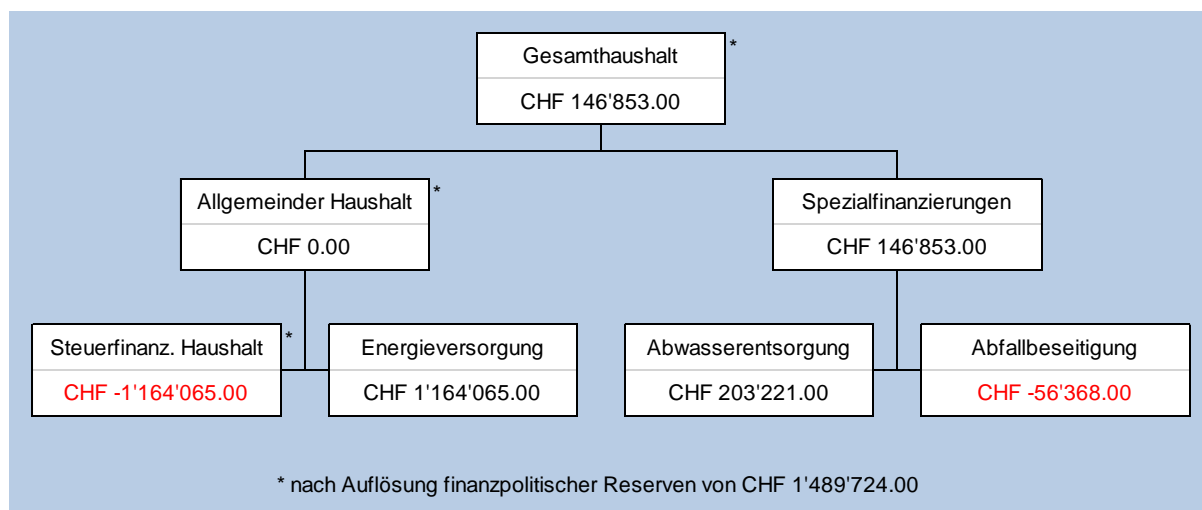 Gesamthaushalt
*
CHF 146'853.00
Allgemeinder Haushalt
*
CHF 0.00
Spezialfinanzierungen
CHF 146'853.00
Steuerfinanz. Haushalt
*
CHF -1'164'065.00
Energieversorgung
CHF 1'164'065.00
Abwasserentsorgung
CHF 203'221.00
Abfallbeseitigung
CHF -56'368.00
* nach Auflösung finanzpolitischer Reserven von CHF 1'489'724.00